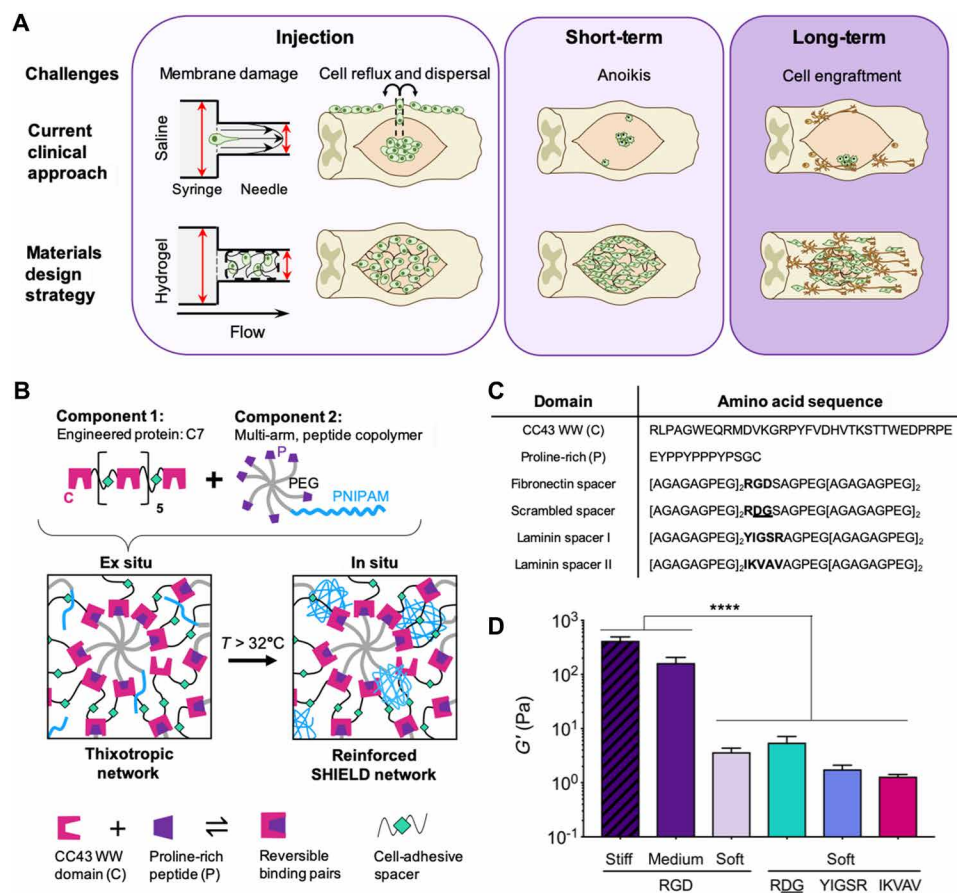 A
Injection
Short-term
Long-term
Challenges
Membrane damage
Cell reflux and dispersal
Anoikis
Cell engraftment
Current
clinical
approach
Saline
Syringe
Needle
Materials
design
strategy
Hydrogel
Flow
B
Component 1:
Engineered protein: C7
C
5
+
Component 2:
Multi-arm, peptide copolymer
P
PEG
PNIPAM
Ex situ
In situ
T > 32°C
Thixotropic
network
Reinforced
SHIELD network
+
⇌
CC43 WW
domain (C)
Proline-rich
peptide (P)
Reversible
binding pairs
Cell-adhesive
spacer
C
Domain Amino acid sequence
CC43 WW (C) RLPAGWEQRMDVKGRPYFVDHVTKSTTWEDPRPE
Proline-rich (P) EYPPYPPPYPSGC
Fibronectin spacer [AGAGAGPEG]₂RGDSAGPEG[AGAGAGPEG]₂
Scrambled spacer [AGAGAGPEG]₂RDGSAGPEG[AGAGAGPEG]₂
Laminin spacer I [AGAGAGPEG]₂YIGSRAGPEG[AGAGAGPEG]₂
Laminin spacer II [AGAGAGPEG]₂IKVAVAGPEG[AGAGAGPEG]₂
D
****
G' (Pa)
10³
10²
10¹
10⁰
10⁻¹
Stiff Medium Soft Soft
RGD RDG YIGSR IKVAV